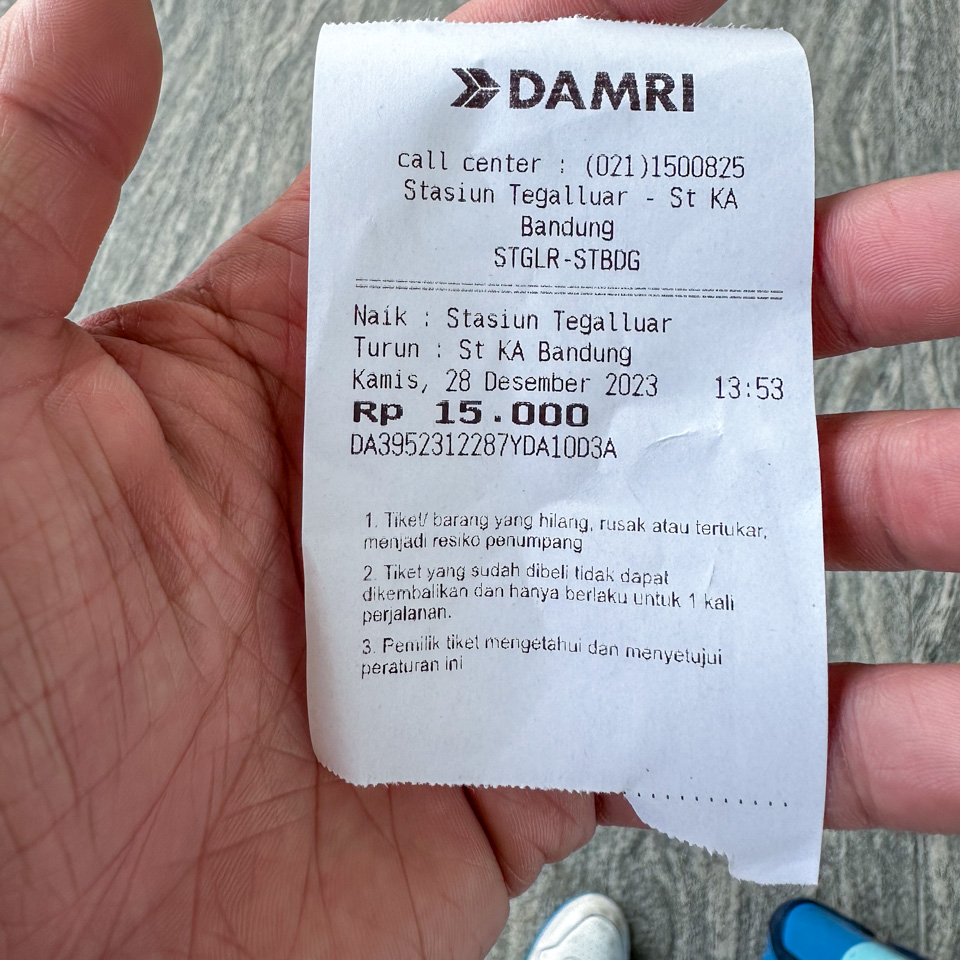 DAMRI
call center : (021)1500825
Stasiun Tegalluar - St KA
Bandung
STGLR-STBDG
Naik : Stasiun Tegalluar
Turun : St KA Bandung
Kamis, 28 Desember 2023 13:53
Rp 15.000
DA3952312287YDA10D3A
1. Tiket/ barang yang hilang, rusak atau tertukar,
menjadi resiko penumpang
2. Tiket yang sudah dibeli tidak dapat
dikembalikan dan hanya berlaku untuk 1 kali
perjalanan.
3. Pemilik tiket mengetahui dan menyetujui
peraturan ini